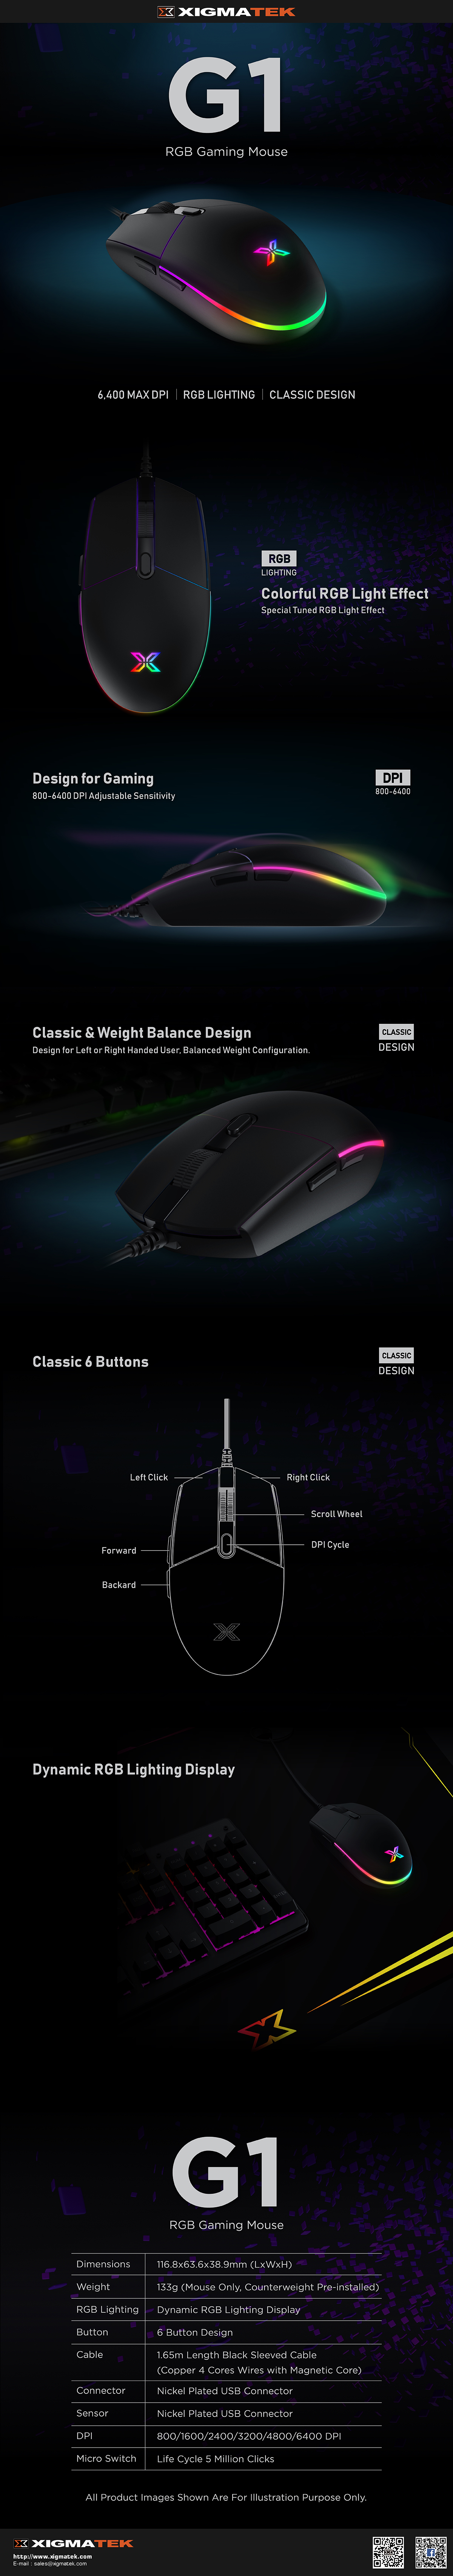 XIGMATEK
G1
RGB Gaming Mouse
6,400 MAX DPI | RGB LIGHTING | CLASSIC DESIGN
RGB
LIGHTING
Colorful RGB Light Effect
Special Tuned RGB Light Effect
Design for Gaming
800-6400 DPI Adjustable Sensitivity
DPI
800-6400
Classic & Weight Balance Design
Design for Left or Right Handed User, Balanced Weight Configuration.
CLASSIC
DESIGN
Classic 6 Buttons
CLASSIC
DESIGN
Left Click
Right Click
Scroll Wheel
DPI Cycle
Forward
Backard
Dynamic RGB Lighting Display
G1
RGB Gaming Mouse
Dimensions 116.8x63.6x38.9mm (LxWxH)
Weight 133g (Mouse Only, Counterweight Pre-installed)
RGB Lighting Dynamic RGB Lighting Display
Button 6 Button Design
Cable 1.65m Length Black Sleeved Cable
(Copper 4 Cores Wires with Magnetic Core)
Connector Nickel Plated USB Connector
Sensor Nickel Plated USB Connector
DPI 800/1600/2400/3200/4800/6400 DPI
Micro Switch Life Cycle 5 Million Clicks
All Product Images Shown Are For Illustration Purpose Only.
XIGMATEK
http://www.xigmatek.com
E-mail : sales@xigmatek.com